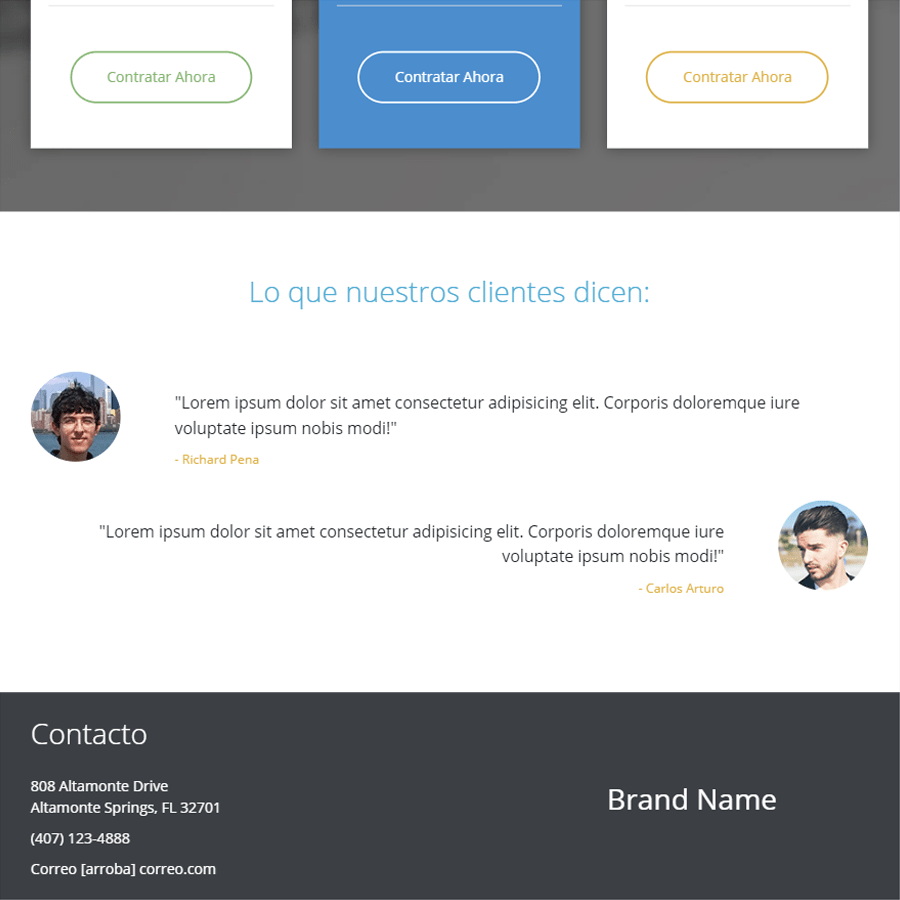 Contratar Ahora
Contratar Ahora
Contratar Ahora
Lo que nuestros clientes dicen:
"Lorem ipsum dolor sit amet consectetur adipisicing elit. Corporis doloremque iure
voluptate ipsum nobis modi!"
- Richard Pena
"Lorem ipsum dolor sit amet consectetur adipisicing elit. Corporis doloremque iure
voluptate ipsum nobis modi!"
- Carlos Arturo
Contacto
808 Altamonte Drive
Altamonte Springs, FL 32701
(407) 123-4888
Correo [arroba] correo.com
Brand Name